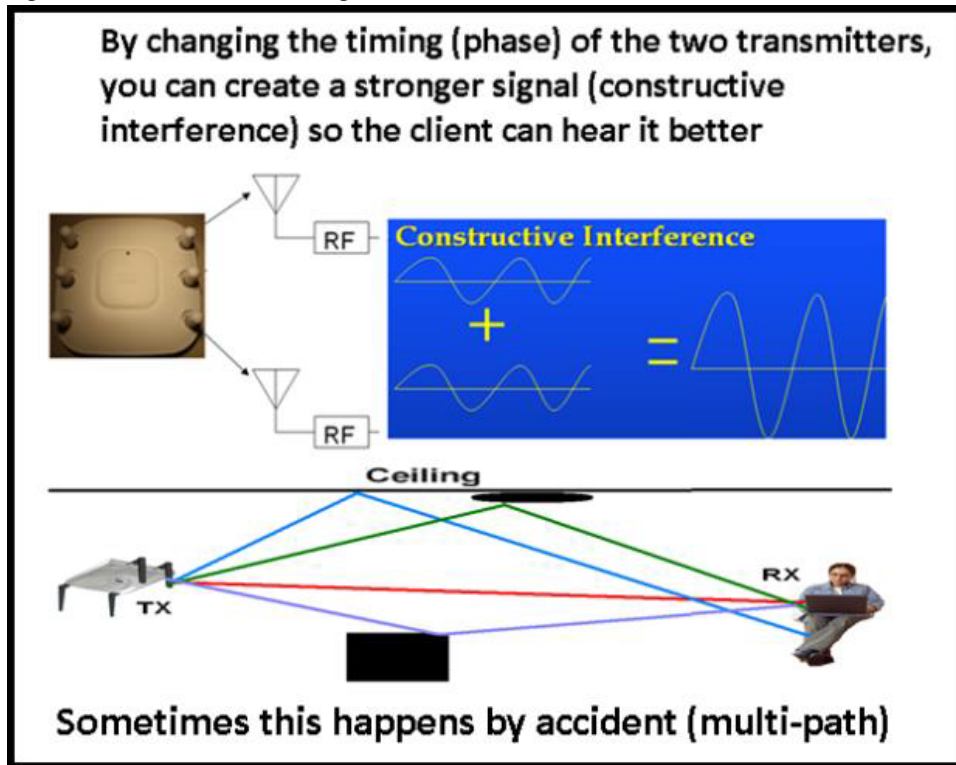 By changing the timing (phase) of the two transmitters,
you can create a stronger signal (constructive
interference) so the client can hear it better
RF
Constructive Interference
+
=
RF
Ceiling
TX
RX
Sometimes this happens by accident (multi-path)